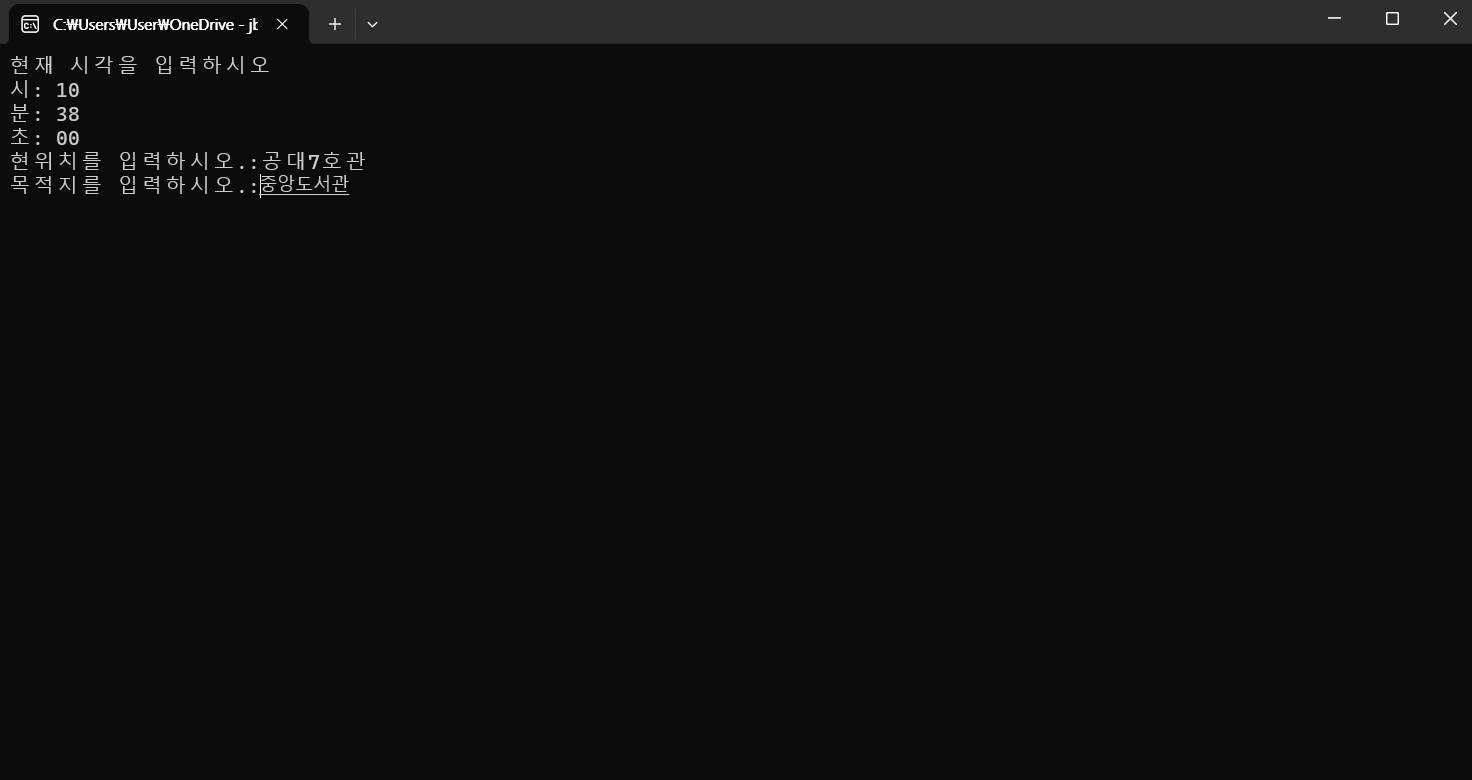 C:₩Users₩User₩OneDrive - jb
현재 시각을 입력하시오
시: 10
분: 38
초: 00
현위치를 입력하시오.:공대7호관
목적지를 입력하시오.:중앙도서관